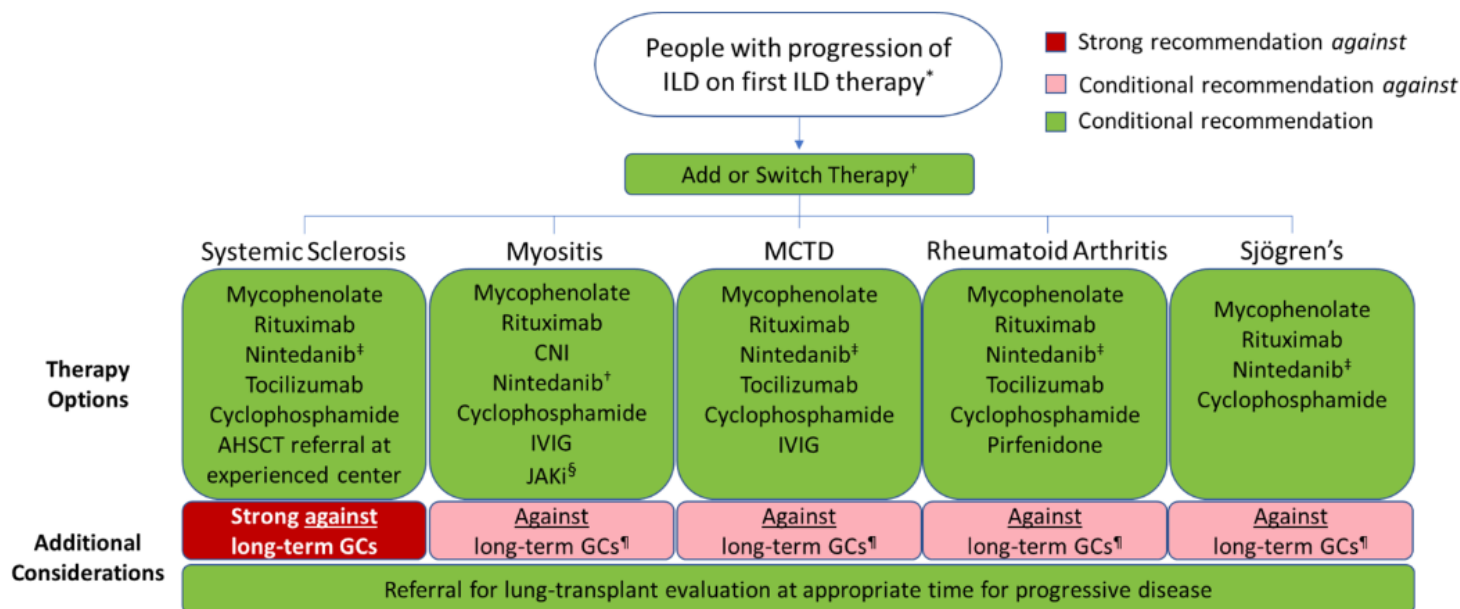 People with progression of
ILD on first ILD therapy*
Strong recommendation against
Conditional recommendation against
Conditional recommendation
Add or Switch Therapy†
Systemic Sclerosis
Myositis
MCTD
Rheumatoid Arthritis
Sjögren's
Therapy
Options
Mycophenolate
Rituximab
Nintedanib‡
Tocilizumab
Cyclophosphamide
AHSCT referral at
experienced center
Mycophenolate
Rituximab
CNI
Nintedanib†
Cyclophosphamide
IVIG
JAKi§
Mycophenolate
Rituximab
Nintedanib‡
Tocilizumab
Cyclophosphamide
IVIG
Mycophenolate
Rituximab
Nintedanib‡
Tocilizumab
Cyclophosphamide
Pirfenidone
Mycophenolate
Rituximab
Nintedanib‡
Cyclophosphamide
Additional
Considerations
Strong against
long-term GCs
Against
long-term GCs¶
Against
long-term GCs¶
Against
long-term GCs¶
Against
long-term GCs¶
Referral for lung-transplant evaluation at appropriate time for progressive disease